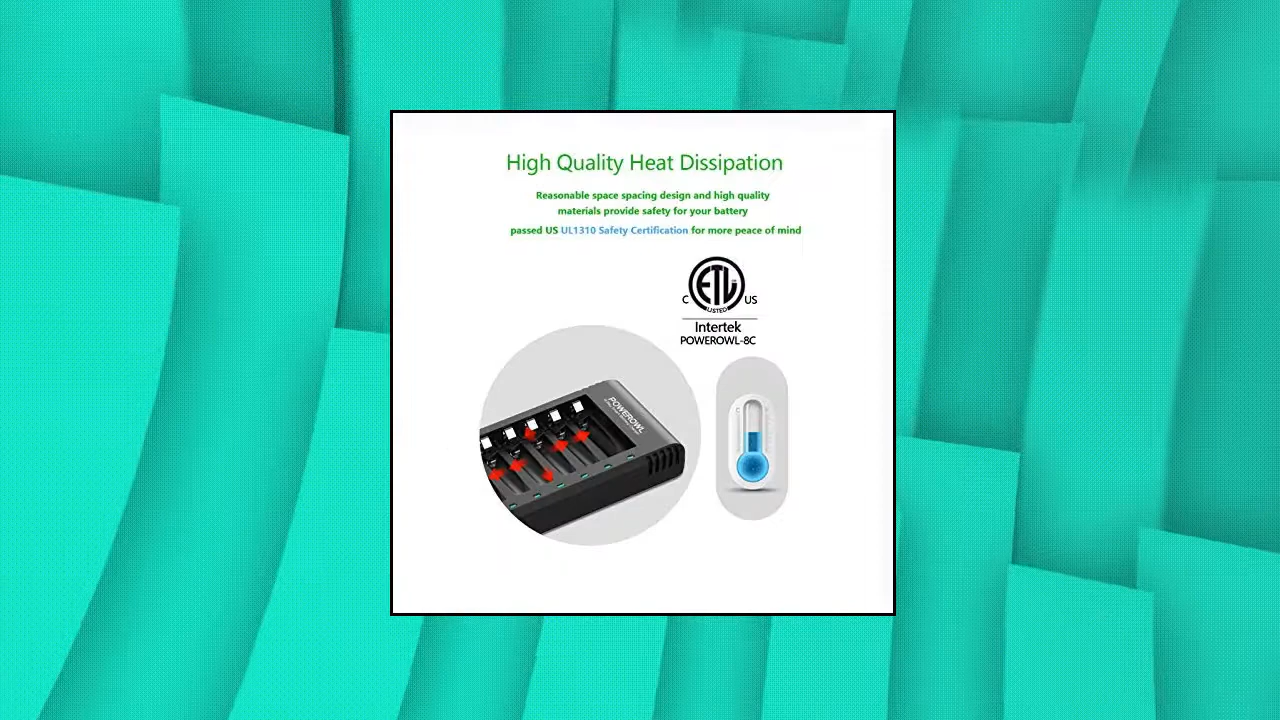 High Quality Heat Dissipation
Reasonable space spacing design and high quality
materials provide safety for your battery
passed US UL1310 Safety Certification for more peace of mind
ETL
C
US
LISTED
Intertek
POWEROWL-8C
POWEROWL